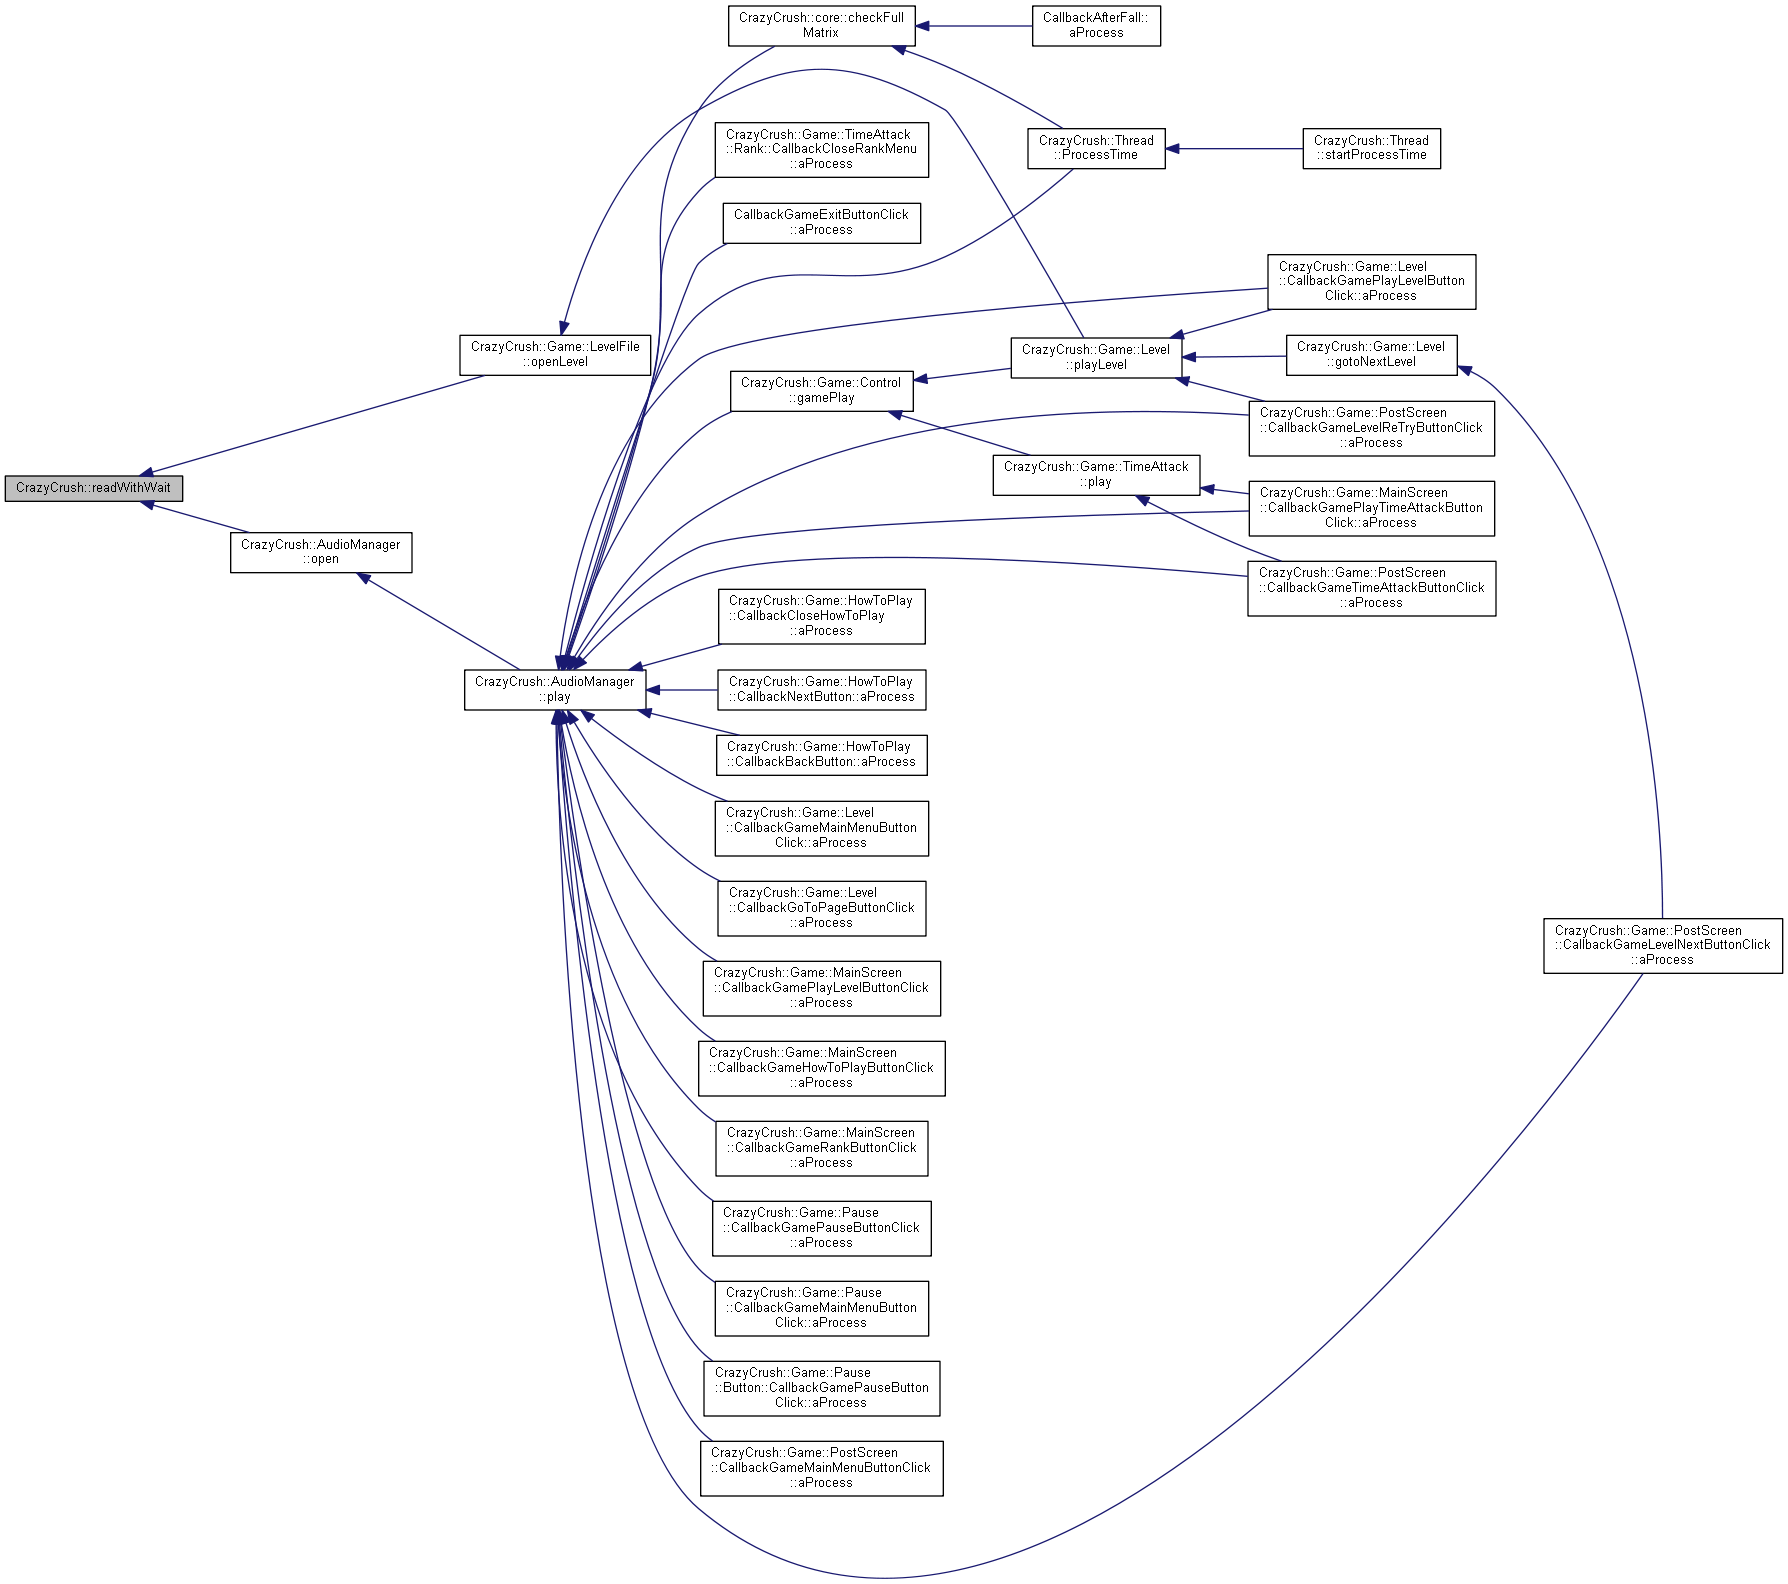 CrazyCrush::core::checkFull
Matrix
CallbackAfterFall::
aProcess
CrazyCrush::Game::TimeAttack
::Rank::CallbackCloseRankMenu
::aProcess
CrazyCrush::Thread
::ProcessTime
CrazyCrush::Thread
::startProcessTime
CallbackGameExitButtonClick
::aProcess
CrazyCrush::Game::Level
::CallbackGamePlayLevelButton
Click::aProcess
CrazyCrush::Game::LevelFile
::openLevel
CrazyCrush::Game::Level
::playLevel
CrazyCrush::Game::Level
::gotoNextLevel
CrazyCrush::Game::Control
::gamePlay
CrazyCrush::Game::PostScreen
::CallbackGameLevelReTryButtonClick
::aProcess
CrazyCrush::Game::TimeAttack
::play
CrazyCrush::readWithWait
CrazyCrush::Game::MainScreen
::CallbackGamePlayTimeAttackButton
Click::aProcess
CrazyCrush::AudioManager
::open
CrazyCrush::Game::PostScreen
::CallbackGameTimeAttackButtonClick
::aProcess
CrazyCrush::Game::HowToPlay
::CallbackCloseHowToPlay
::aProcess
CrazyCrush::AudioManager
::play
CrazyCrush::Game::HowToPlay
::CallbackNextButton::aProcess
CrazyCrush::Game::HowToPlay
::CallbackBackButton::aProcess
CrazyCrush::Game::Level
::CallbackGameMainMenuButton
Click::aProcess
CrazyCrush::Game::Level
::CallbackGoToPageButtonClick
::aProcess
CrazyCrush::Game::PostScreen
::CallbackGameLevelNextButtonClick
::aProcess
CrazyCrush::Game::MainScreen
::CallbackGamePlayLevelButtonClick
::aProcess
CrazyCrush::Game::MainScreen
::CallbackGameHowToPlayButtonClick
::aProcess
CrazyCrush::Game::MainScreen
::CallbackGameRankButtonClick
::aProcess
CrazyCrush::Game::Pause
::CallbackGamePauseButtonClick
::aProcess
CrazyCrush::Game::Pause
::CallbackGameMainMenuButton
Click::aProcess
CrazyCrush::Game::Pause
::Button::CallbackGamePauseButton
Click::aProcess
CrazyCrush::Game::PostScreen
::CallbackGameMainMenuButtonClick
::aProcess